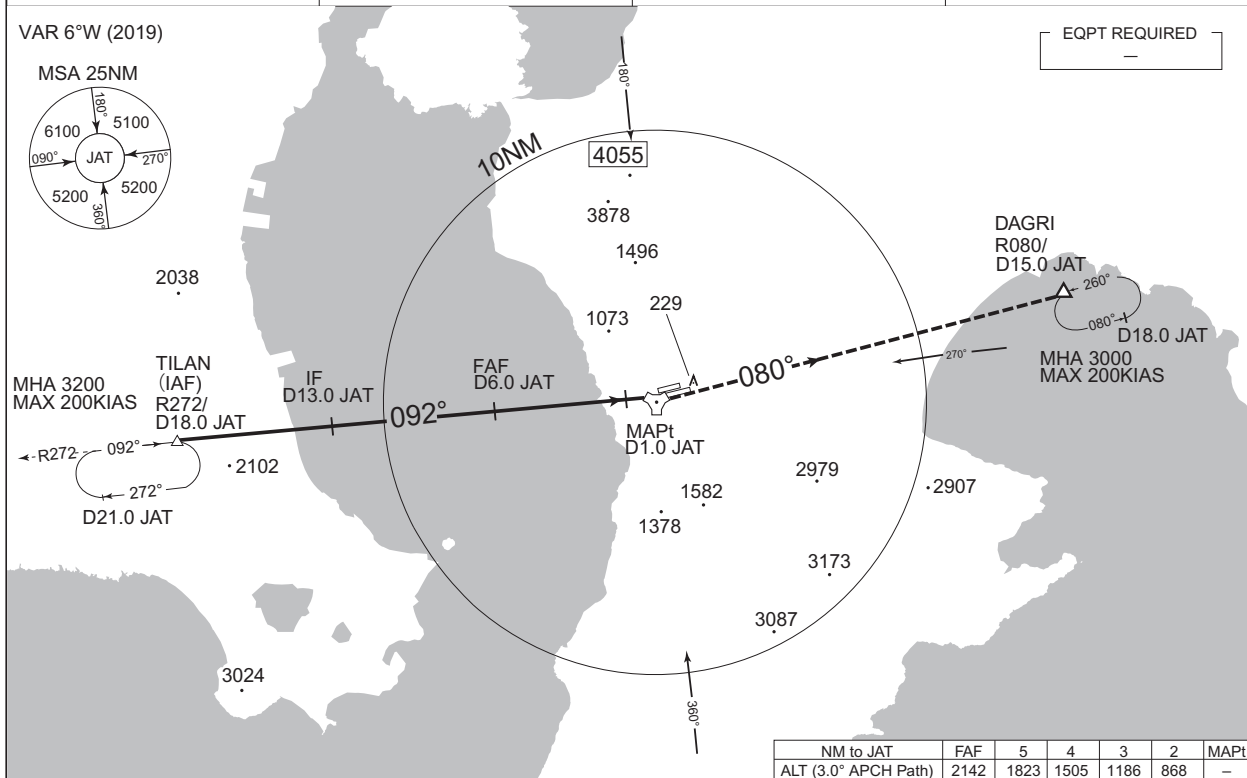 VAR 6°W (2019)
EQPT REQUIRED
–
MSA 25NM
180°
6100
5100
JAT
090°
270°
5200
5200
360°
180°
10NM
4055
3878
1496
2038
229
1073
DAGRI
R080/
D15.0 JAT
260°
080°
D18.0 JAT
MHA 3000
MAX 200KIAS
270°
080°
TILAN
(IAF)
R272/
D18.0 JAT
MHA 3200
MAX 200KIAS
IF
D13.0 JAT
FAF
D6.0 JAT
092°
R272
092°
272°
D21.0 JAT
2102
MAPt
D1.0 JAT
2979
2907
1582
1378
3173
3087
3024
360°
NM to JAT FAF 5 4 3 2 MAPt
ALT (3.0° APCH Path) 2142 1823 1505 1186 868 –